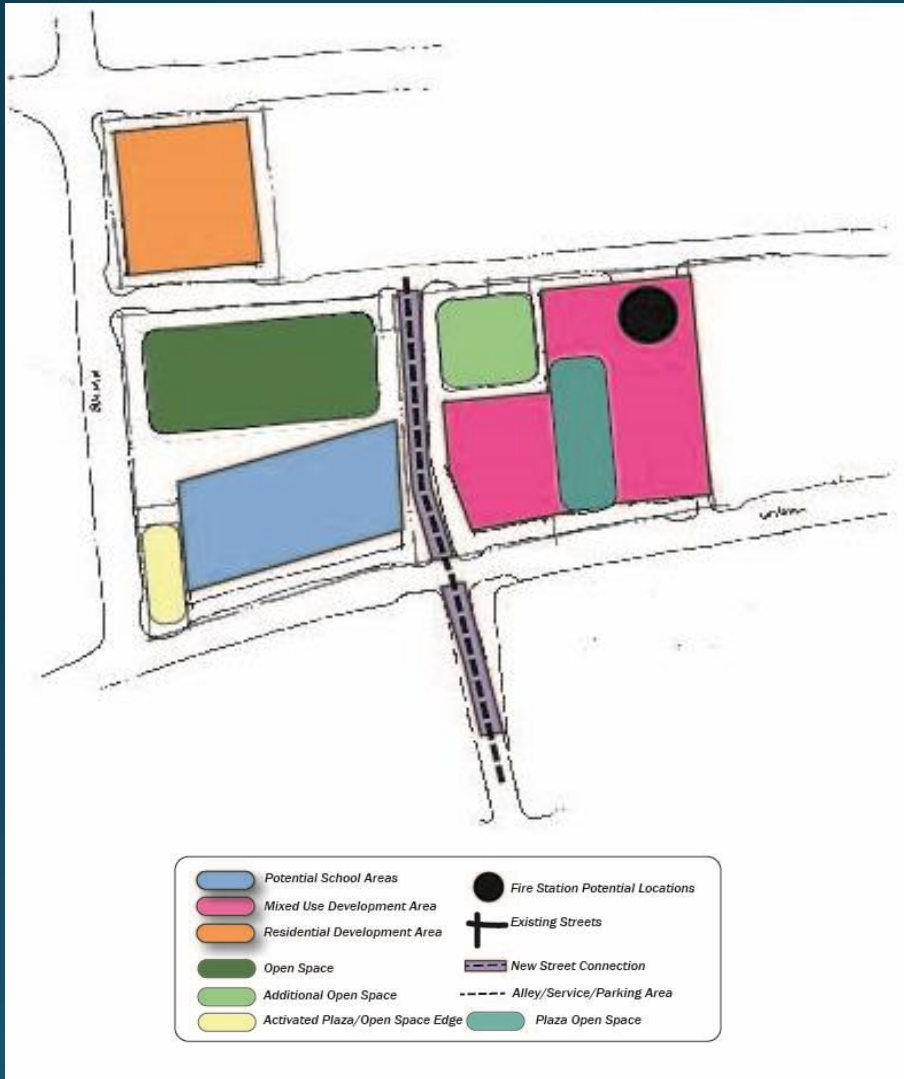 Potential School Areas
Mixed Use Development Area
Residential Development Area
Open Space
Additional Open Space
Activated Plaza/Open Space Edge
Fire Station Potential Locations
Existing Streets
New Street Connection
Alley/Service/Parking Area
Plaza Open Space